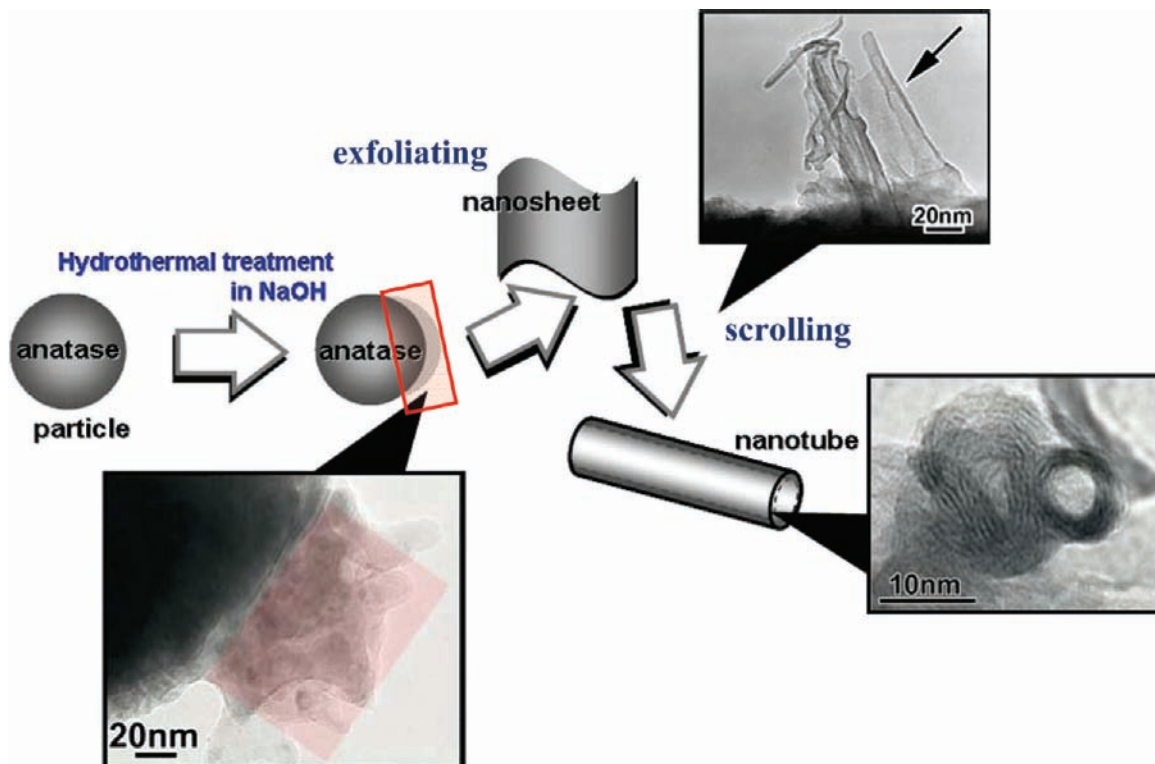 exfoliating
nanosheet
20nm
Hydrothermal treatment
in NaOH
anatase
anatase
particle
scrolling
nanotube
10nm
20nm